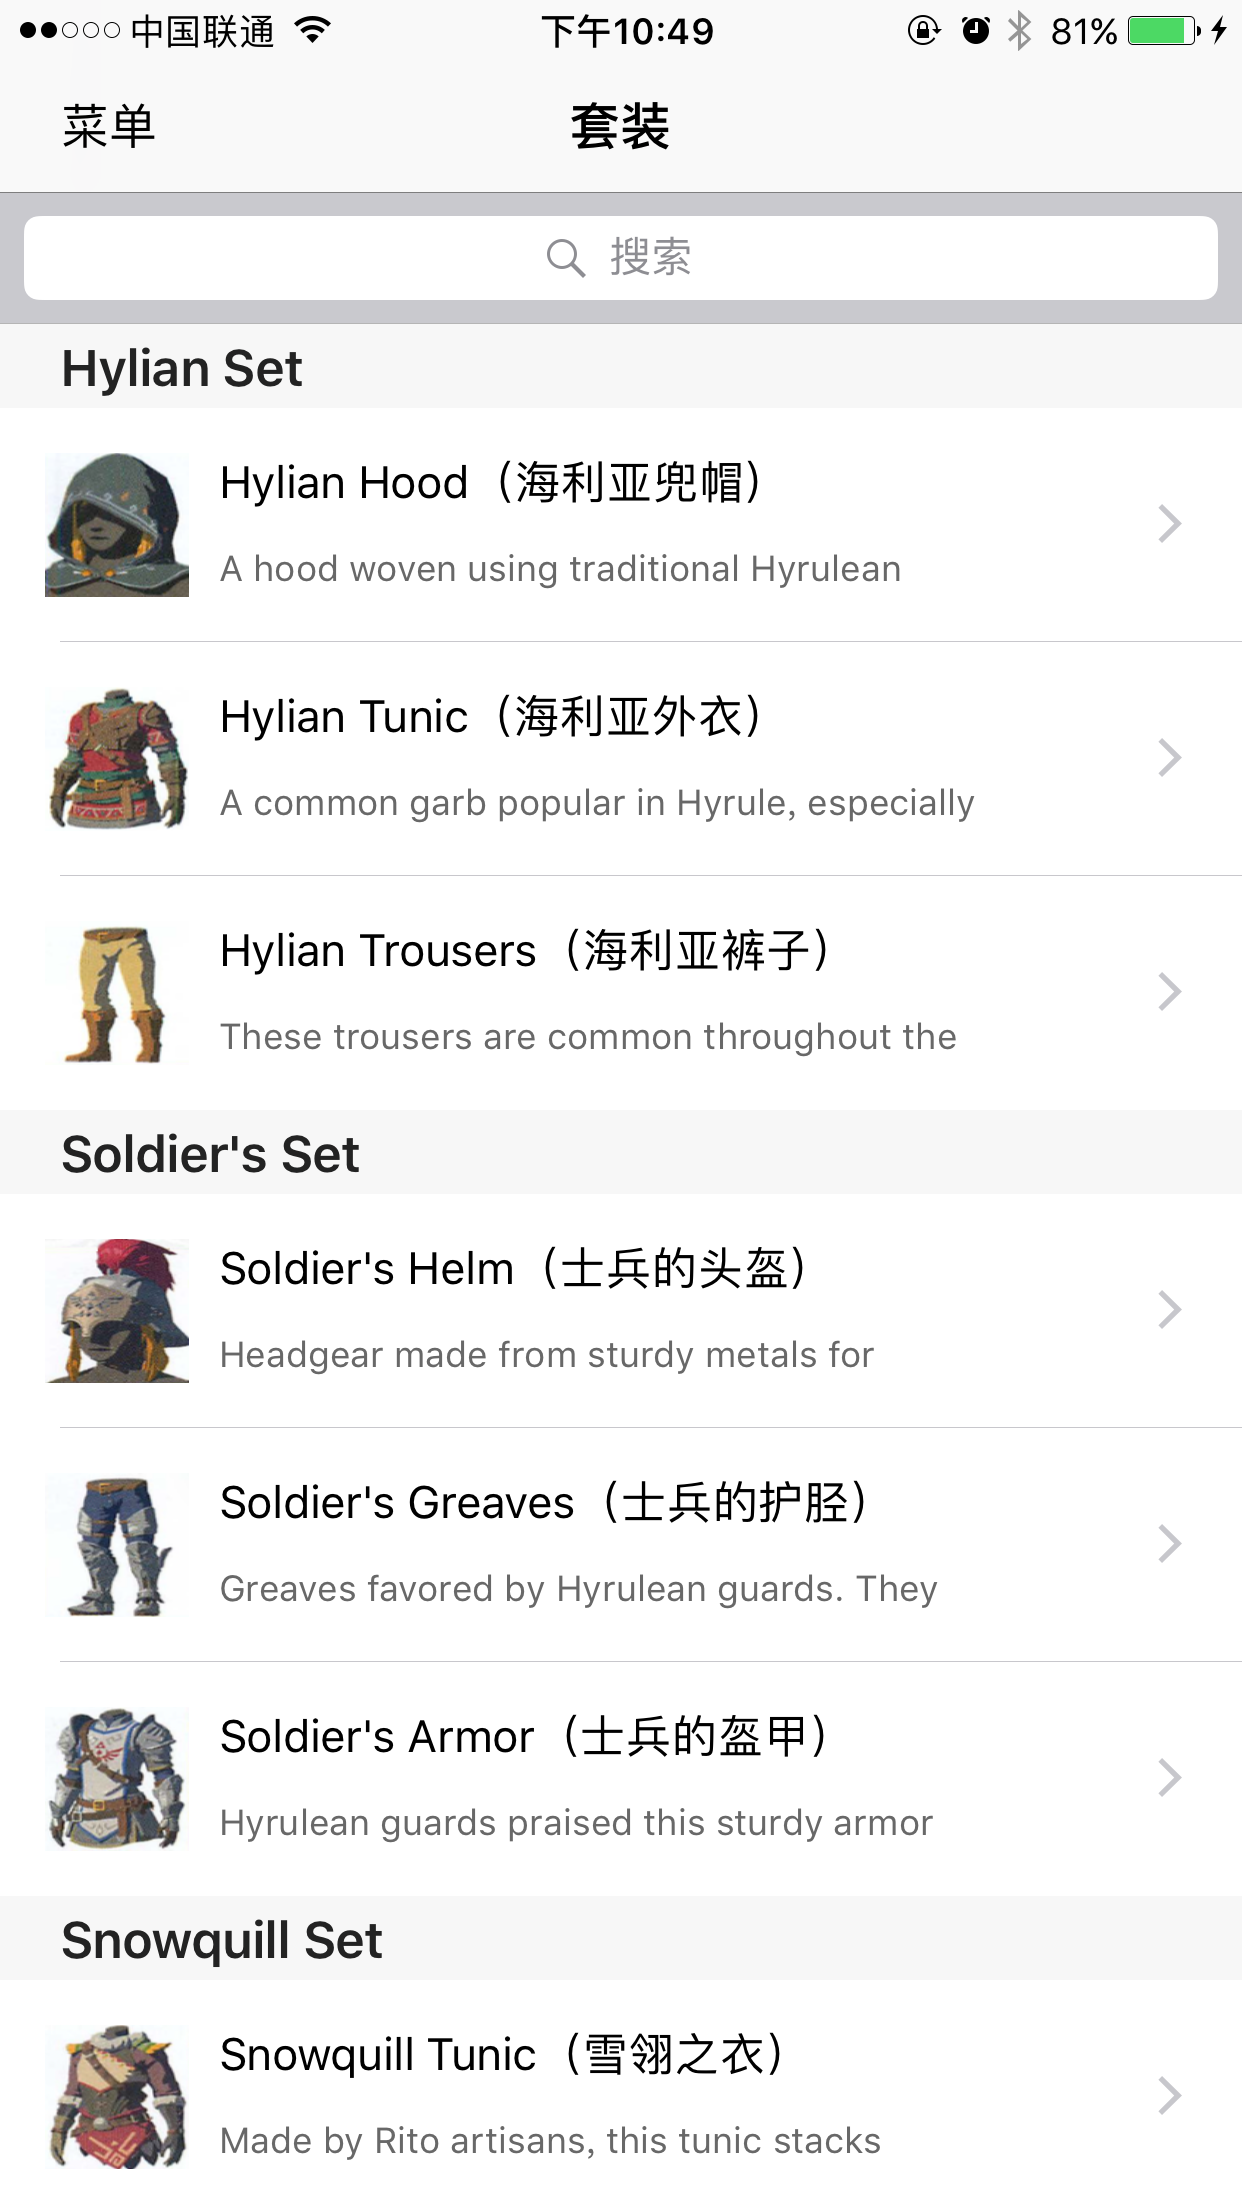 中国联通
下午10:49
81%
菜单
套装
搜索
Hylian Set
Hylian Hood（海利亚兜帽）
A hood woven using traditional Hyrulean
Hylian Tunic（海利亚外衣）
A common garb popular in Hyrule, especially
Hylian Trousers（海利亚裤子）
These trousers are common throughout the
Soldier's Set
Soldier's Helm（士兵的头盔）
Headgear made from sturdy metals for
Soldier's Greaves（士兵的护胫）
Greaves favored by Hyrulean guards. They
Soldier's Armor（士兵的盔甲）
Hyrulean guards praised this sturdy armor
Snowquill Set
Snowquill Tunic（雪翎之衣）
Made by Rito artisans, this tunic stacks